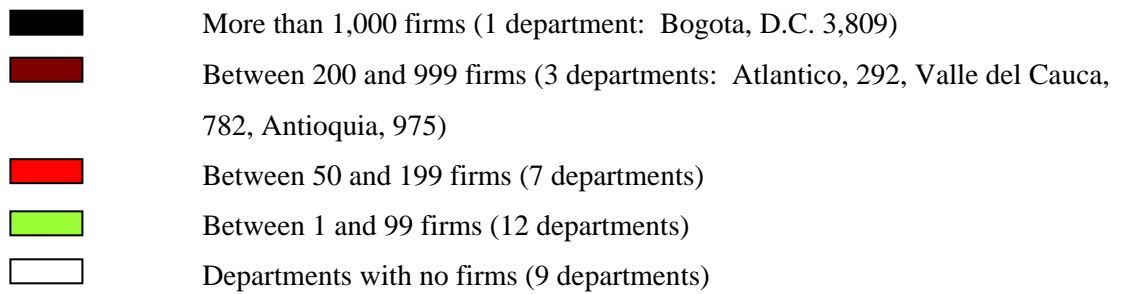 More than 1,000 firms (1 department: Bogota, D.C. 3,809)
Between 200 and 999 firms (3 departments: Atlantico, 292, Valle del Cauca,
782, Antioquia, 975)
Between 50 and 199 firms (7 departments)
Between 1 and 99 firms (12 departments)
Departments with no firms (9 departments)